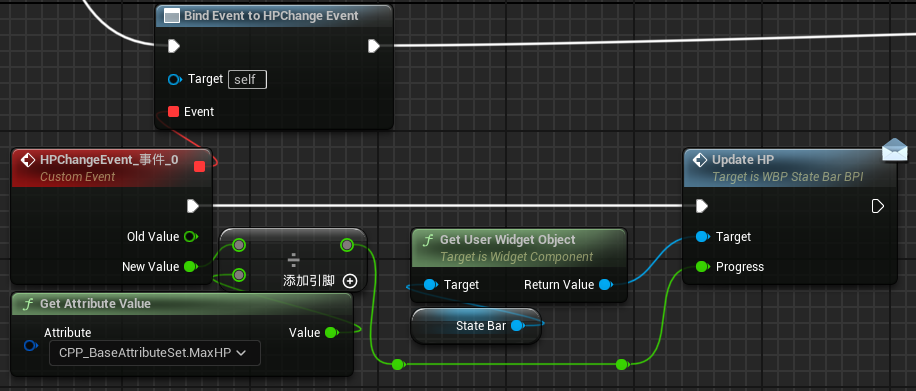 Bind Event to HPChange Event
Target self
Event
HPChangeEvent_事件_0
Custom Event
Update HP
Target is WBP State Bar BPI
Old Value
New Value
÷
添加引脚
Get User Widget Object
Target is Widget Component
Target
Return Value
Target
Progress
Get Attribute Value
Attribute
CPP_BaseAttributeSet.MaxHP
Value
State Bar